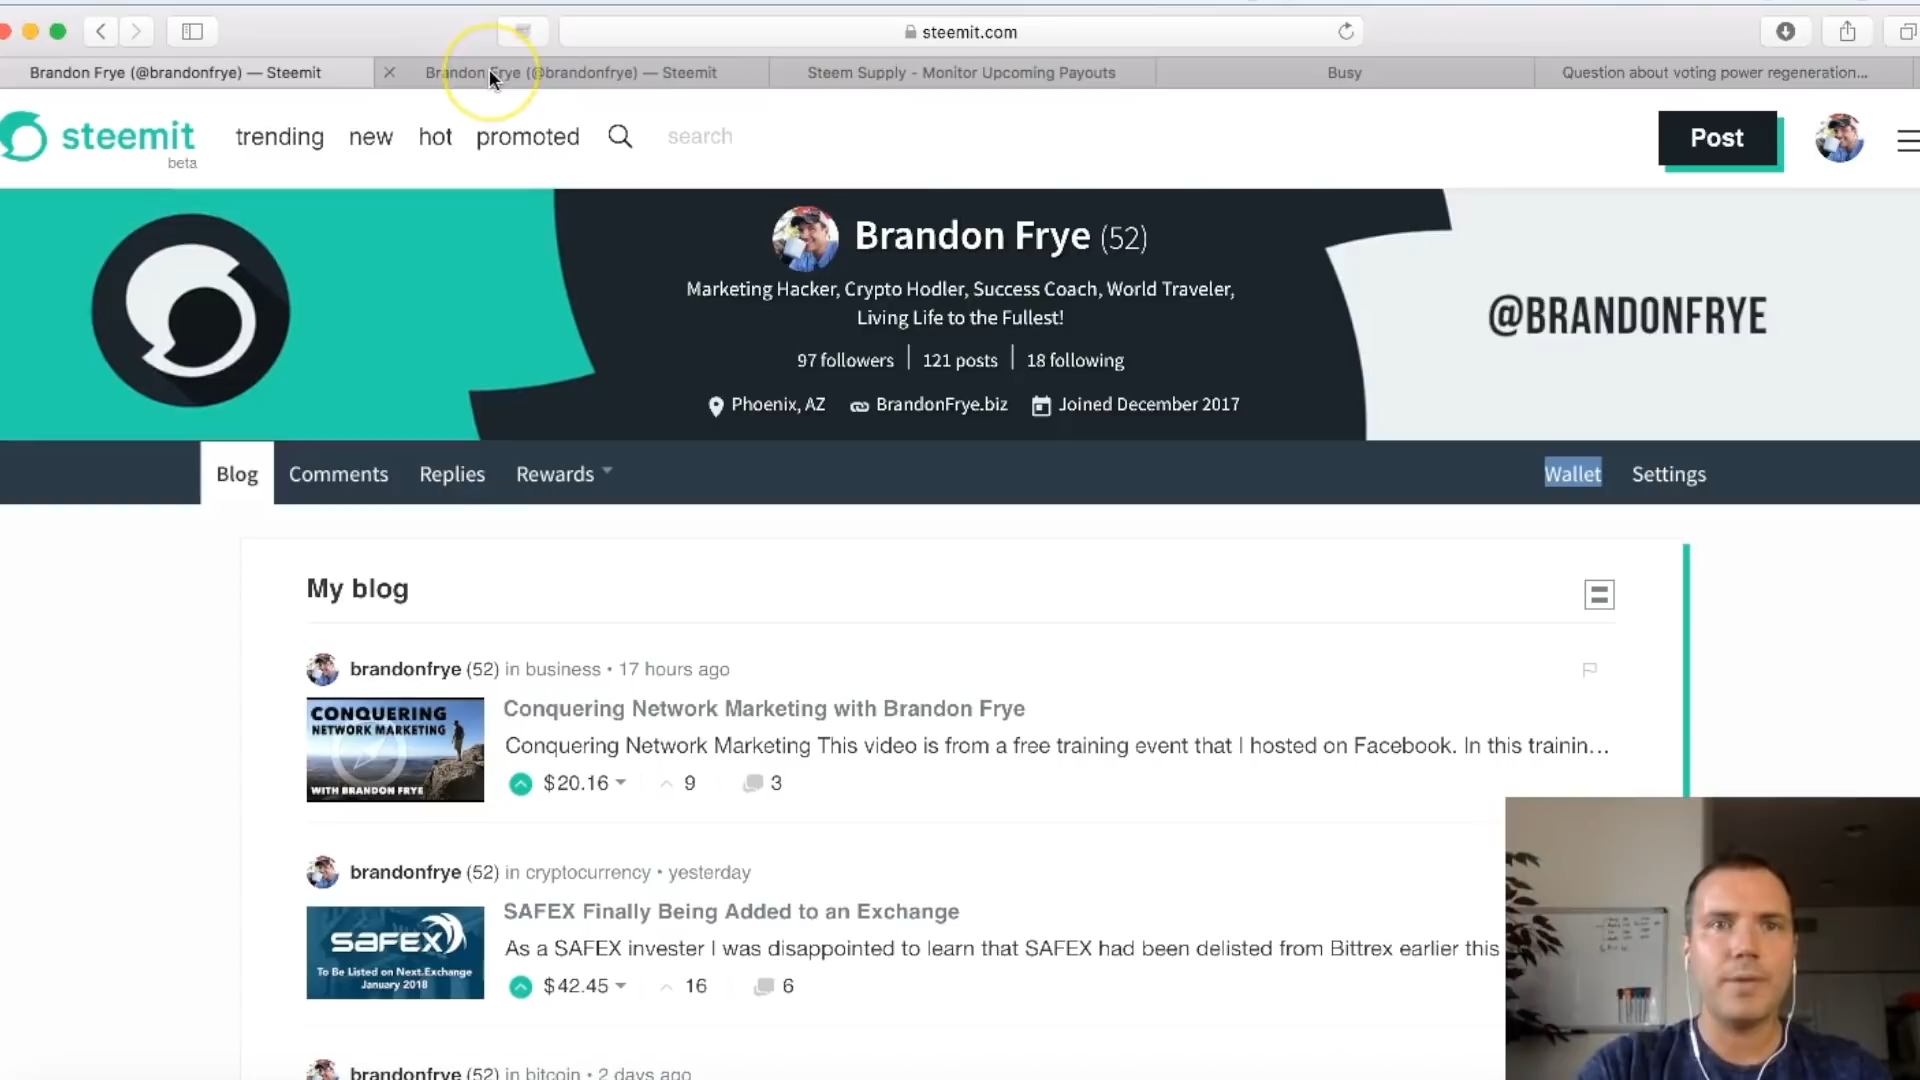 steemit.com
Brandon Frye (@brandonfrye) — Steemit
Brandon Frye (@brandonfrye) — Steemit
Steem Supply - Monitor Upcoming Payouts
Busy
Question about voting power regeneration...
steemit
beta
trending
new
hot
promoted
search
Post
Brandon Frye (52)
Marketing Hacker, Crypto Hodler, Success Coach, World Traveler,
Living Life to the Fullest!
97 followers
121 posts
18 following
Phoenix, AZ
BrandonFrye.biz
Joined December 2017
@BRANDONFRYE
Blog
Comments
Replies
Rewards
Wallet
Settings
My blog
brandonfrye (52) in business • 17 hours ago
CONQUERING
NETWORK MARKETING
WITH BRANDON FRYE
Conquering Network Marketing with Brandon Frye
Conquering Network Marketing This video is from a free training event that I hosted on Facebook. In this trainin...
$20.16
9
3
brandonfrye (52) in cryptocurrency • yesterday
SAFEX
To Be Listed on Next.Exchange
January 2018
SAFEX Finally Being Added to an Exchange
As a SAFEX investor I was disappointed to learn that SAFEX had been delisted from Bittrex earlier this
$42.45
16
6
brandonfrye (52) in bitcoin • 2 days ago